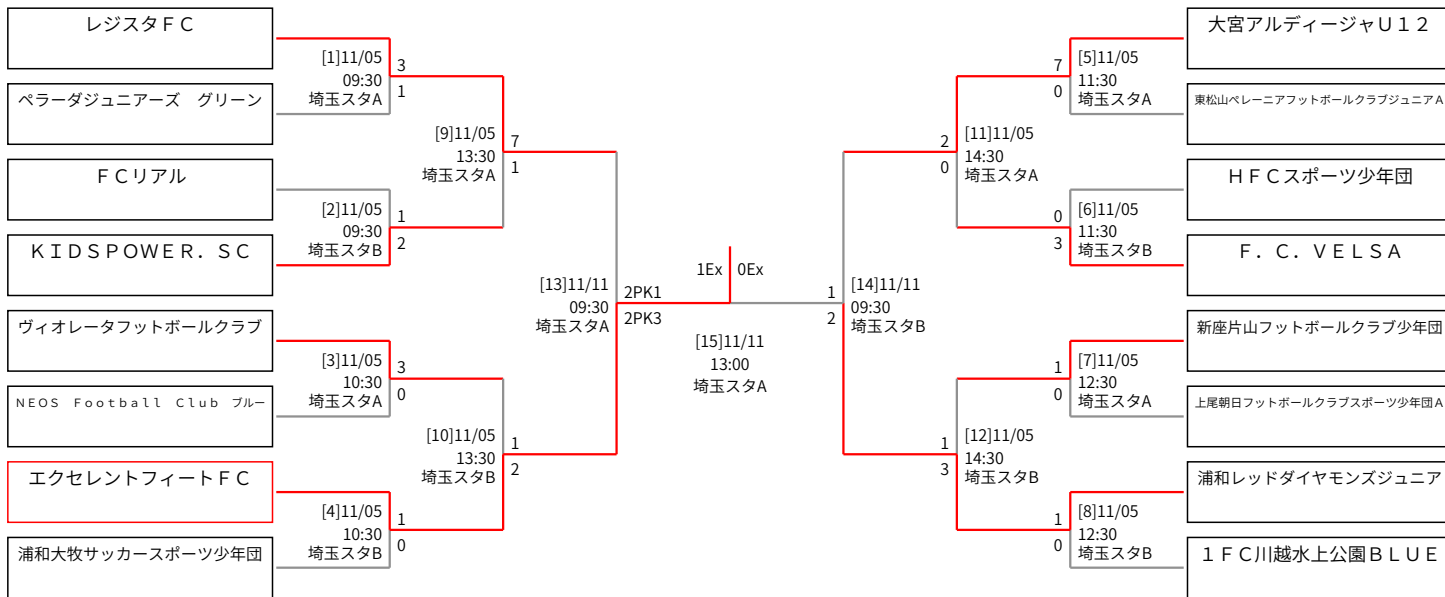 レジスタＦＣ
[1]11/05
09:30
埼玉スタA
3
1
ペラーダジュニアーズ　グリーン
[9]11/05
13:30
埼玉スタA
7
1
ＦＣリアル
[2]11/05
09:30
埼玉スタB
1
2
ＫＩＤＳＰＯＷＥＲ．ＳＣ
[13]11/11
09:30
埼玉スタA
2PK1
2PK3
ヴィオレータフットボールクラブ
[3]11/05
10:30
埼玉スタA
3
0
ＮＥＯＳ　Ｆｏｏｔｂａｌｌ　Ｃｌｕｂ　ブルー
[10]11/05
13:30
埼玉スタB
1
2
エクセレントフィートＦＣ
[4]11/05
10:30
埼玉スタB
1
0
浦和大牧サッカースポーツ少年団
1Ex
0Ex
[15]11/11
13:00
埼玉スタA
大宮アルディージャＵ１２
7
0
[5]11/05
11:30
埼玉スタA
東松山ペレーニアフットボールクラブジュニアＡ
2
0
[11]11/05
14:30
埼玉スタA
ＨＦＣスポーツ少年団
0
3
[6]11/05
11:30
埼玉スタB
Ｆ．Ｃ．ＶＥＬＳＡ
1
2
[14]11/11
09:30
埼玉スタB
新座片山フットボールクラブ少年団
1
0
[7]11/05
12:30
埼玉スタA
上尾朝日フットボールクラブスポーツ少年団Ａ
1
3
[12]11/05
14:30
埼玉スタB
浦和レッドダイヤモンズジュニア
1
0
[8]11/05
12:30
埼玉スタB
１ＦＣ川越水上公園ＢＬＵＥ